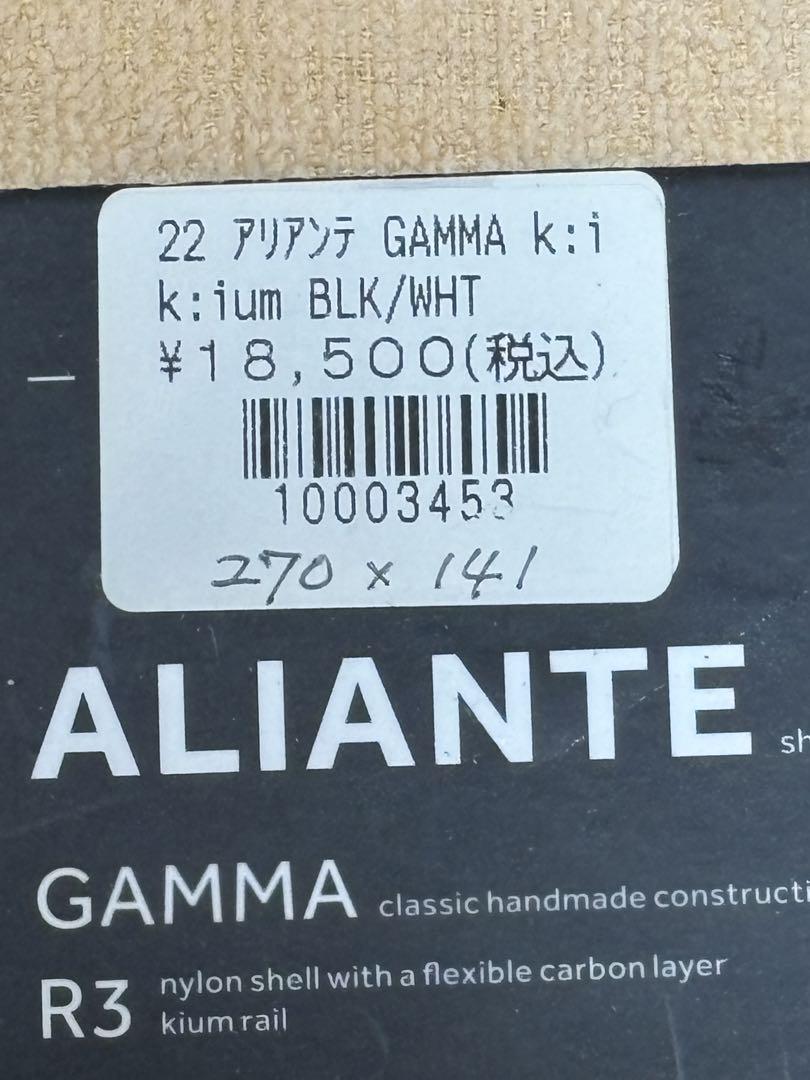 22 ｱﾘｱﾝﾃ GAMMA k:i
k:ium BLK/WHT
¥18,500(税込)
10003453
270 x 141
ALIANTE
GAMMA classic handmade constructi
R3 nylon shell with a flexible carbon layer
kium rail